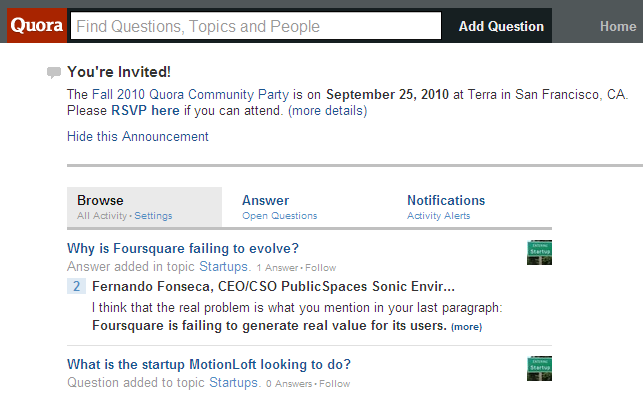 Quora Find Questions, Topics and People Add Question Home
You're Invited!
The Fall 2010 Quora Community Party is on September 25, 2010 at Terra in San Francisco, CA.
Please RSVP here if you can attend. (more details)
Hide this Announcement
Browse Answer Notifications
All Activity · Settings Open Questions Activity Alerts
Why is Foursquare failing to evolve?
Answer added in topic Startups. 1 Answer · Follow
2 Fernando Fonseca, CEO/CSO PublicSpaces Sonic Envir...
I think that the real problem is what you mention in your last paragraph:
Foursquare is failing to generate real value for its users. (more)
What is the startup MotionLoft looking to do?
Question added to topic Startups. 0 Answers · Follow
Startup
Startup